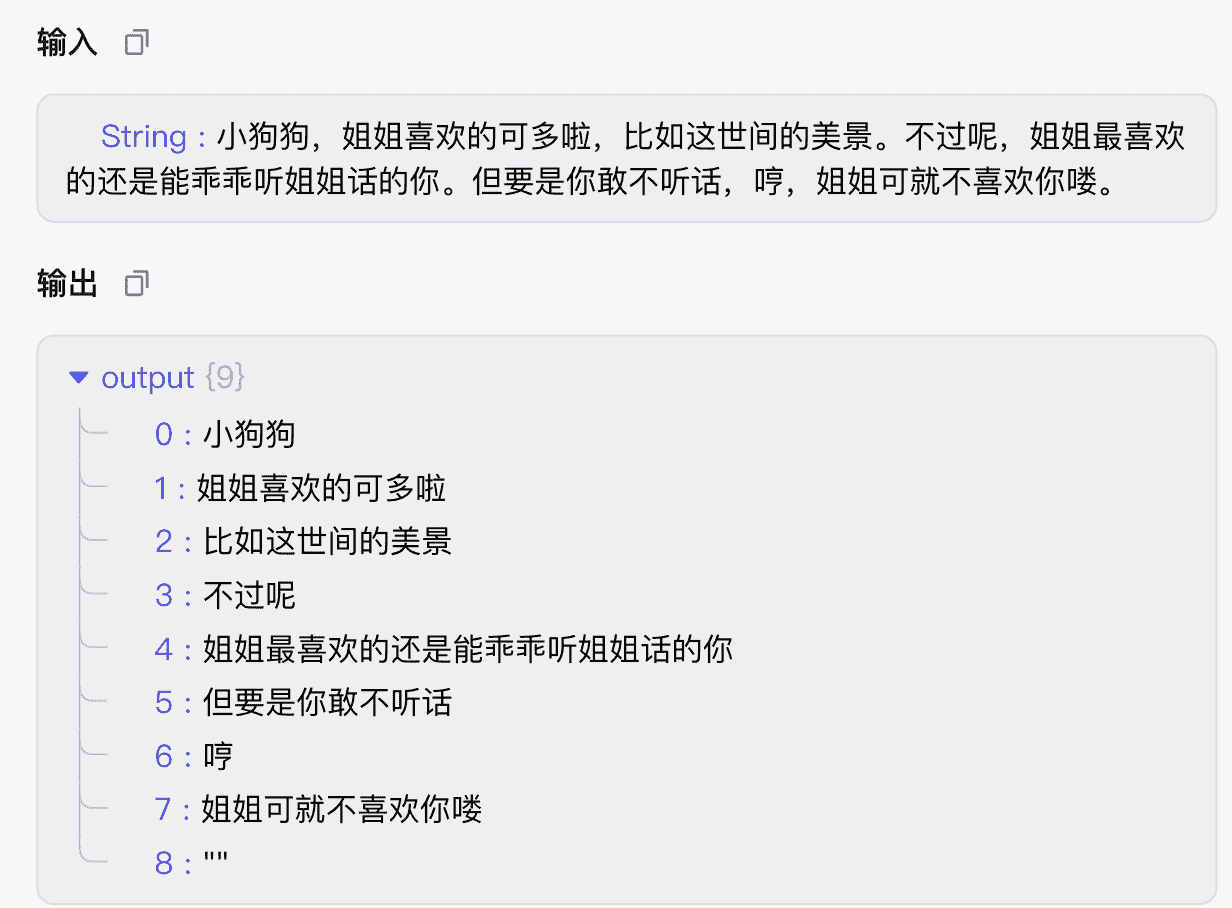 输入
String : 小狗狗，姐姐喜欢的可多啦，比如这世间的美景。不过呢，姐姐最喜欢
的还是能乖乖听姐姐话的你。但要是你敢不听话，哼，姐姐可就不喜欢你喽。
输出
output {9}
0 : 小狗狗
1 : 姐姐喜欢的可多啦
2 : 比如这世间的美景
3 : 不过呢
4 : 姐姐最喜欢的还是能乖乖听姐姐话的你
5 : 但要是你敢不听话
6 : 哼
7 : 姐姐可就不喜欢你喽
8 : ""